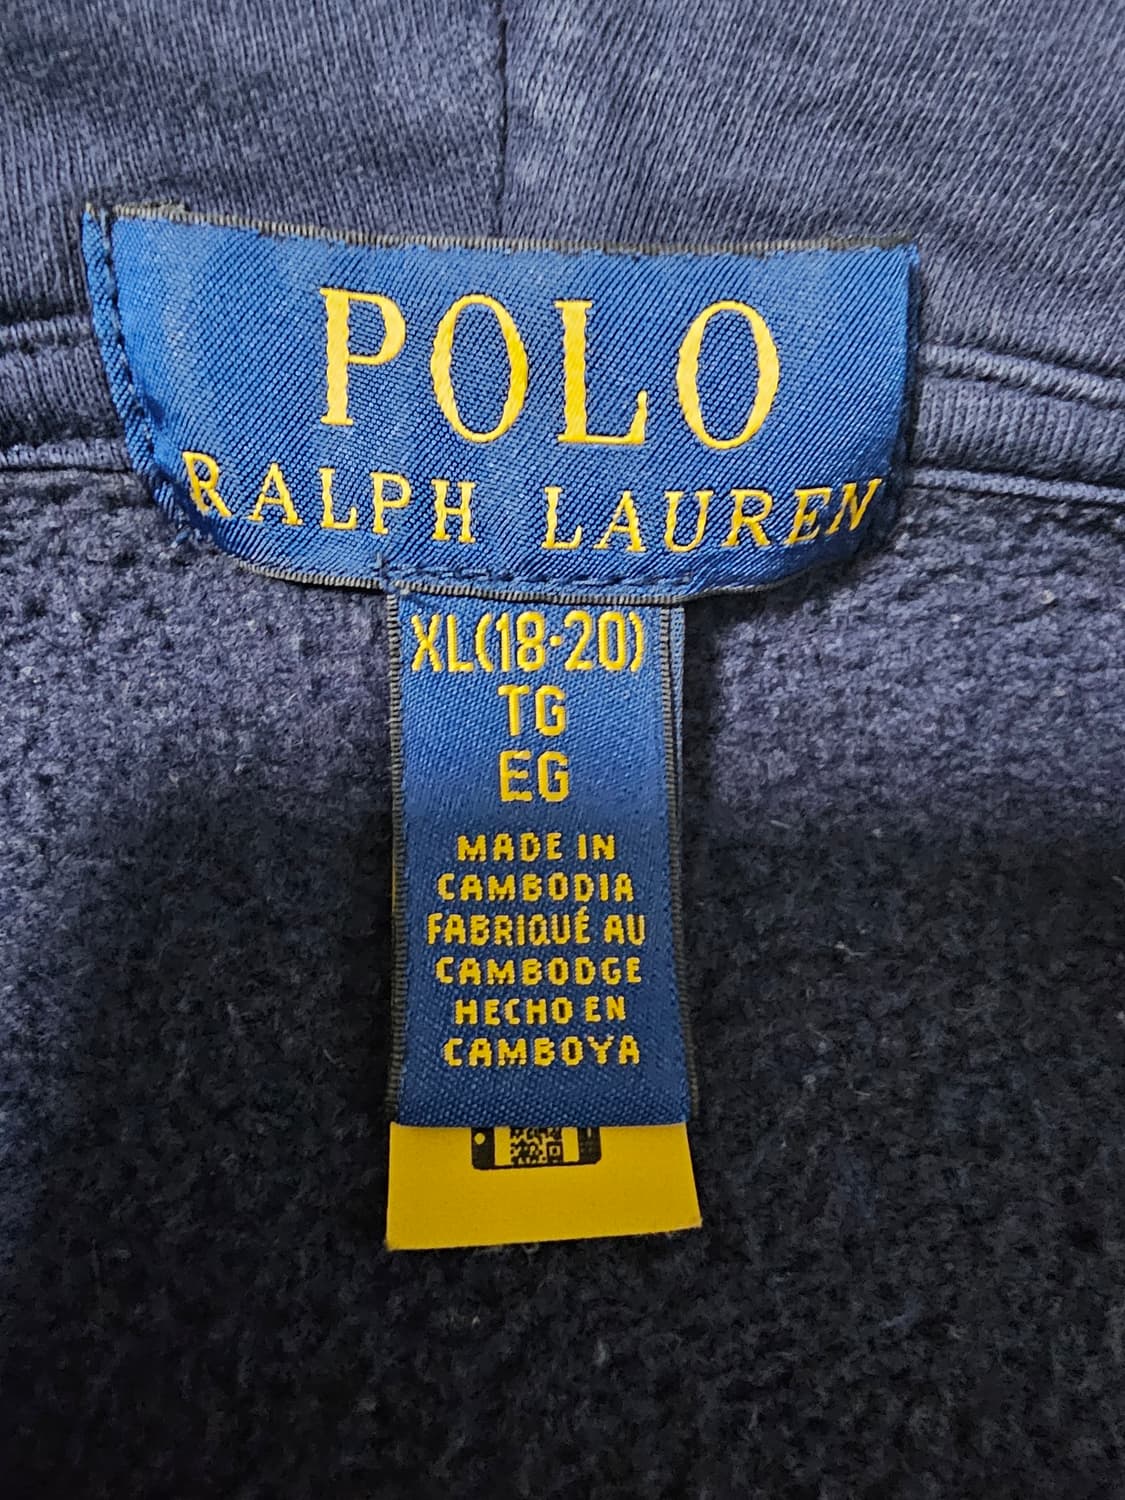 POLO
RALPH LAUREN
XL(18-20)
TG
EG
MADE IN
CAMBODIA
FABRIQUÉ AU
CAMBODGE
HECHO EN
CAMBOYA